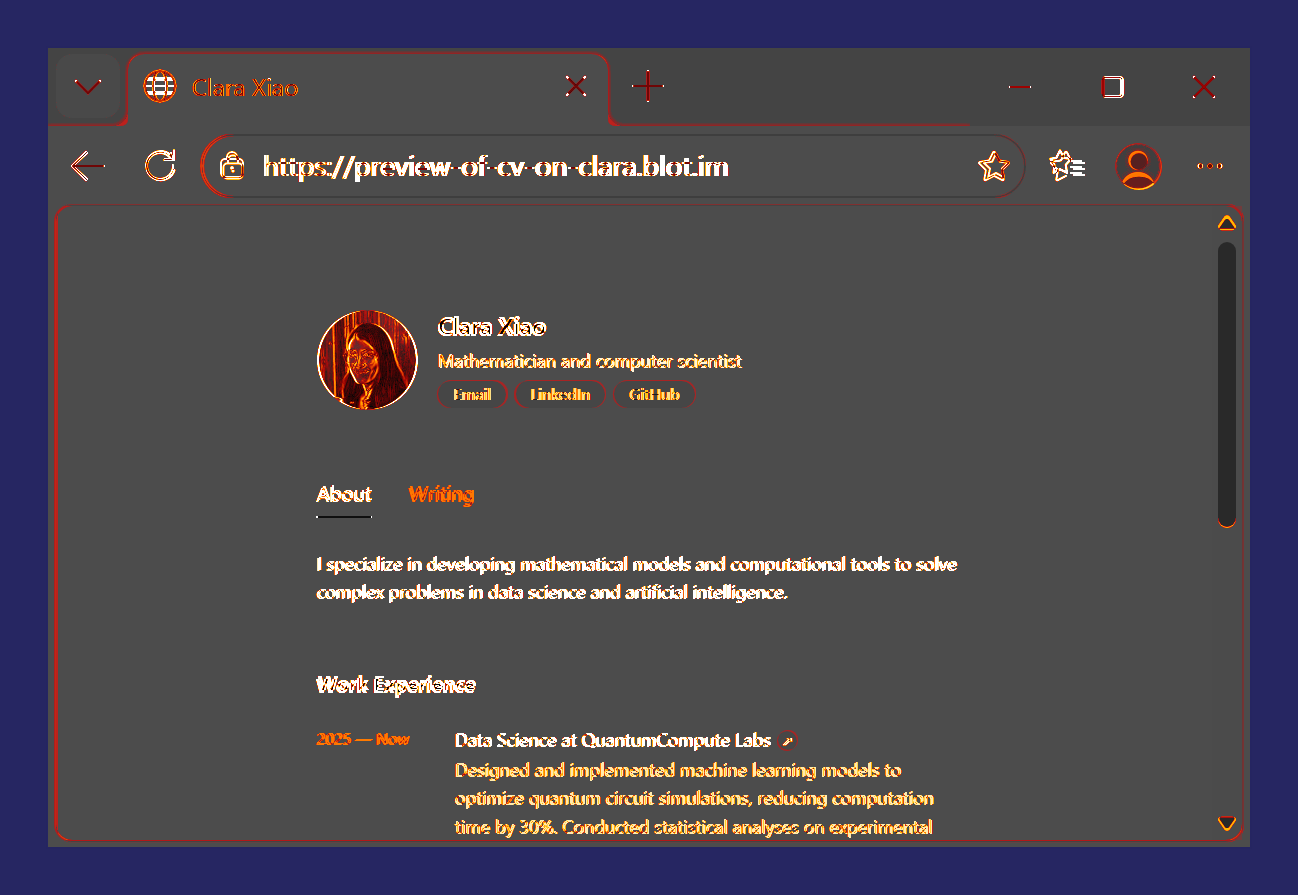 Clara Xiao
https://preview-of-cv-on-clara.blot.im
Clara Xiao
Mathematician and computer scientist
Email LinkedIn GitHub
About Writing
I specialize in developing mathematical models and computational tools to solve
complex problems in data science and artificial intelligence.
Work Experience
2025 — Now Data Science at QuantumCompute Labs ↗
Designed and implemented machine learning models to
optimize quantum circuit simulations, reducing computation
time by 30%. Conducted statistical analyses on experimental